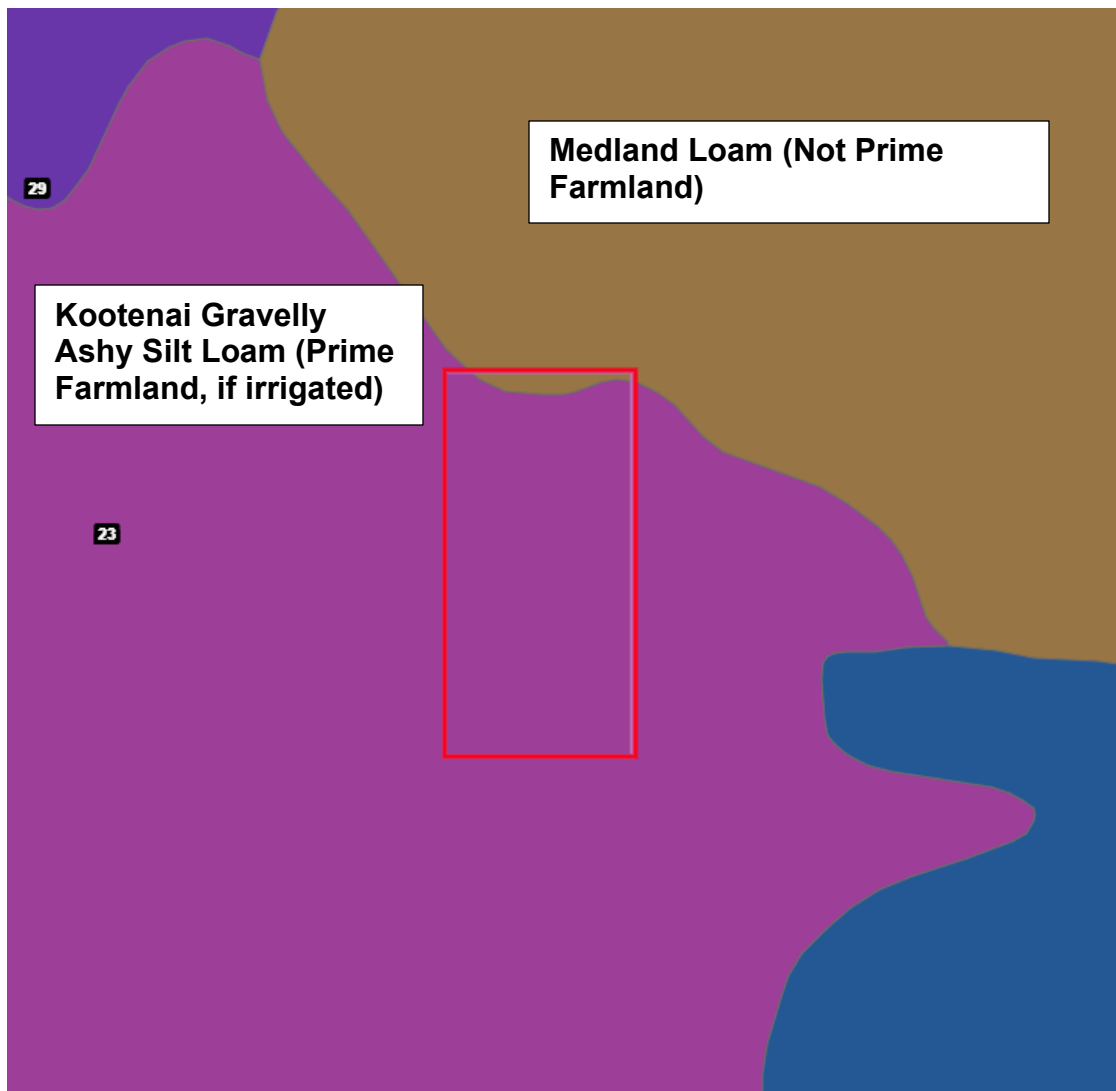 Medland Loam (Not Prime
Farmland)
29
Kootenai Gravelly
Ashy Silt Loam (Prime
Farmland, if irrigated)
23